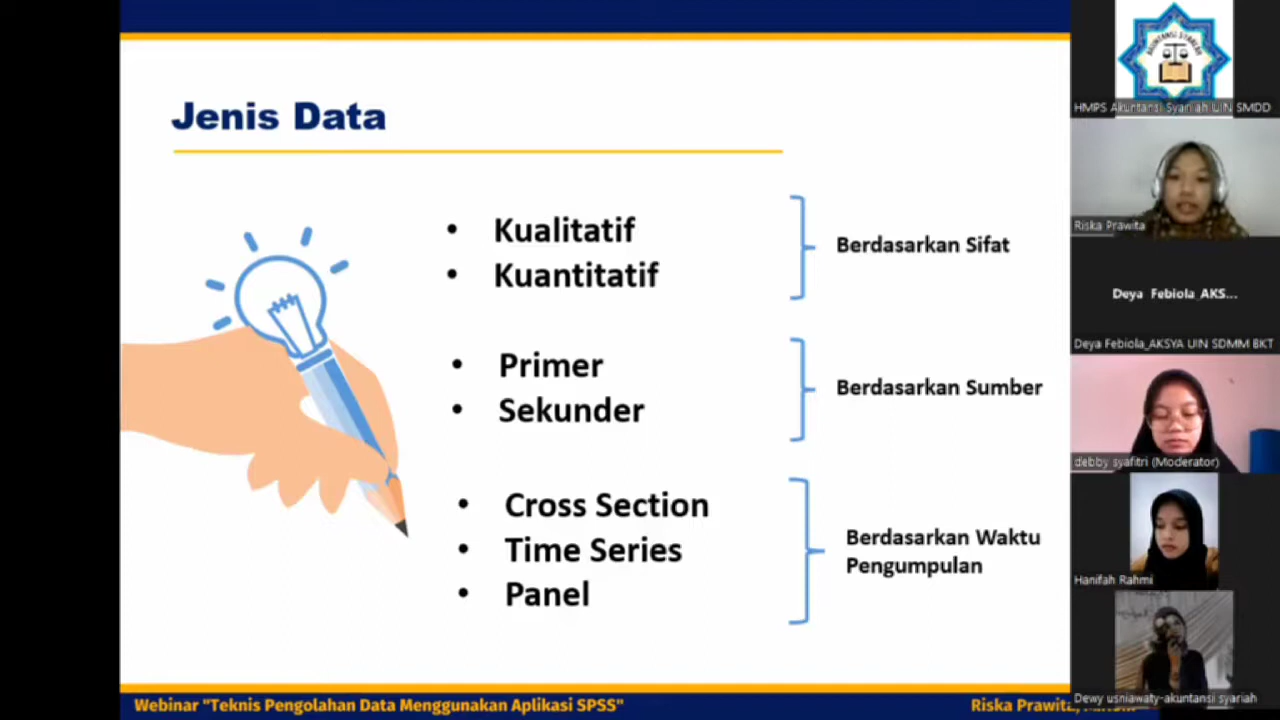 Jenis Data
• Kualitatif
• Kuantitatif
Berdasarkan Sifat
• Primer
• Sekunder
Berdasarkan Sumber
• Cross Section
• Time Series
• Panel
Berdasarkan Waktu
Pengumpulan
Webinar "Teknis Pengolahan Data Menggunakan Aplikasi SPSS"
Riska Prawita,
AKUNTANSI SYARIAH
HMPS Akuntansi Syariah UIN SMDD
Riska Prawita
Deya Febiola_AKS...
Deya Febiola_AKSYA UIN SDMM BKT
debby syafitri (Moderator)
Hanifah Rahmi
Dewy usniawaty-akuntansi syariah